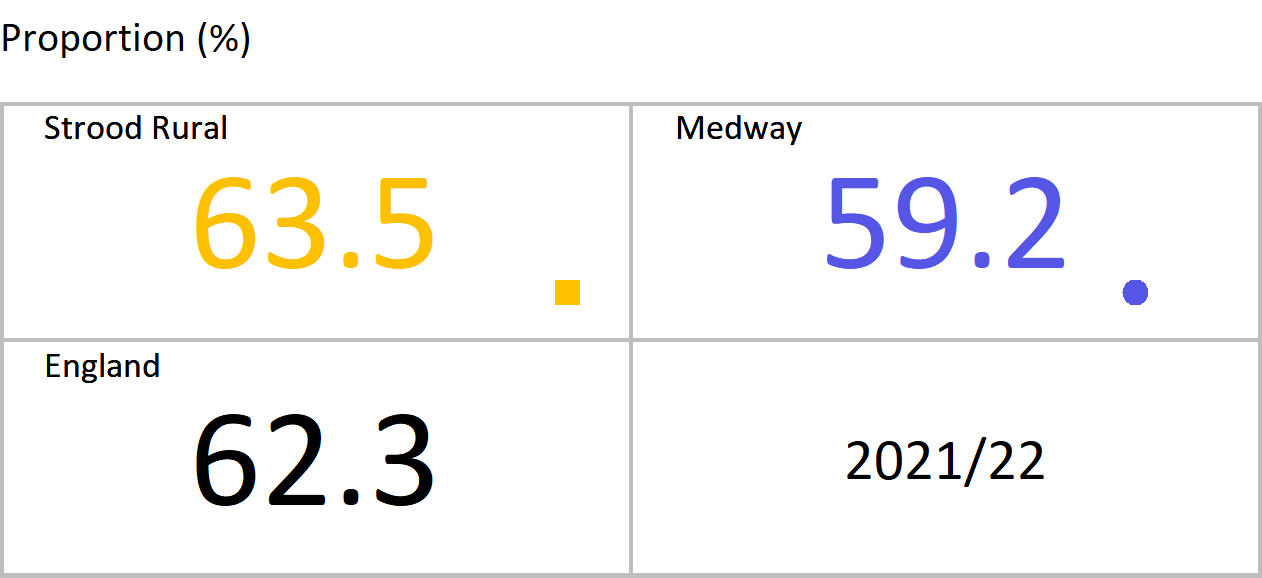 Proportion (%)
Strood Rural
63.5
Medway
59.2
England
62.3
2021/22